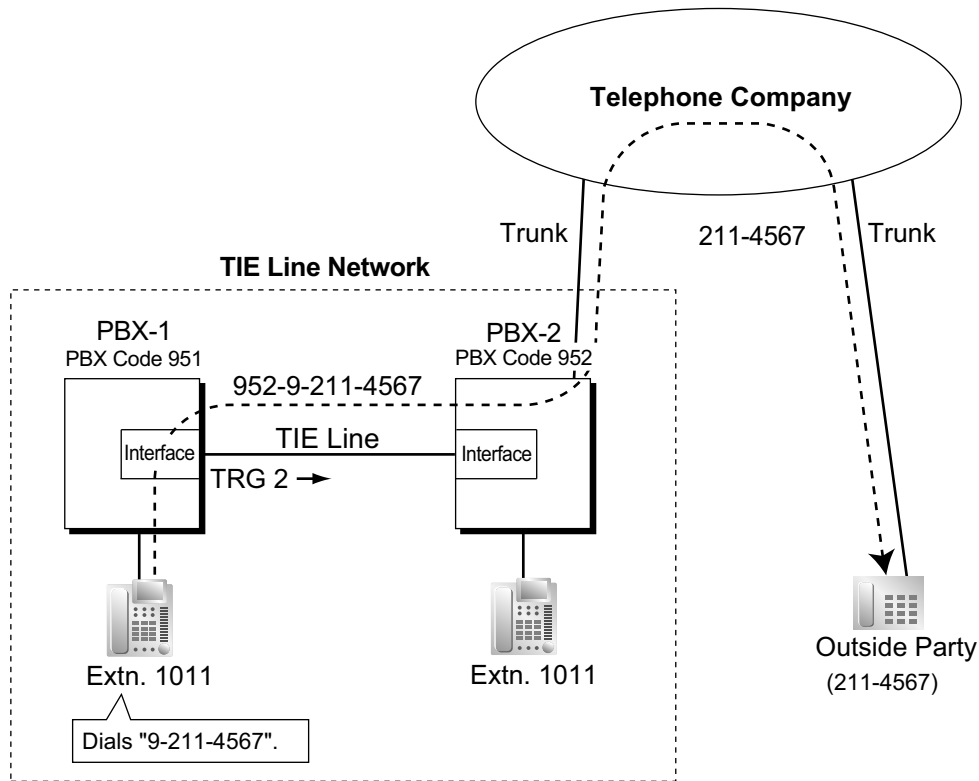 Telephone Company
Trunk
211-4567
Trunk
TIE Line Network
PBX-1
PBX Code 951
PBX-2
PBX Code 952
952-9-211-4567
Interface
TIE Line
Interface
TRG 2 →
Extn. 1011
Extn. 1011
Outside Party
(211-4567)
Dials "9-211-4567".